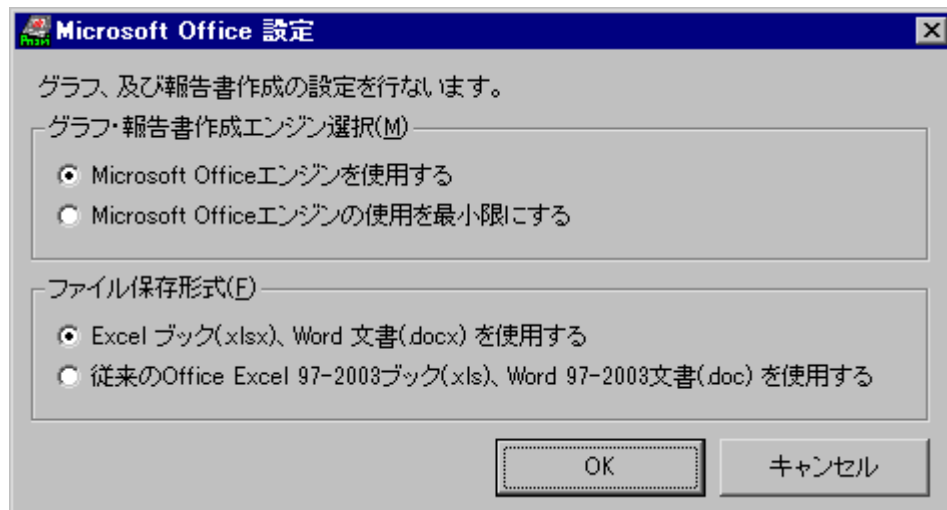 Microsoft Office 設定
グラフ、及び報告書作成の設定を行ないます。
グラフ・報告書作成エンジン選択(M)
Microsoft Officeエンジンを使用する
Microsoft Officeエンジンの使用を最小限にする
ファイル保存形式(F)
Excel ブック(.xlsx)、Word 文書(.docx) を使用する
従来のOffice Excel 97-2003ブック(.xls)、Word 97-2003文書(.doc) を使用する
OK キャンセル